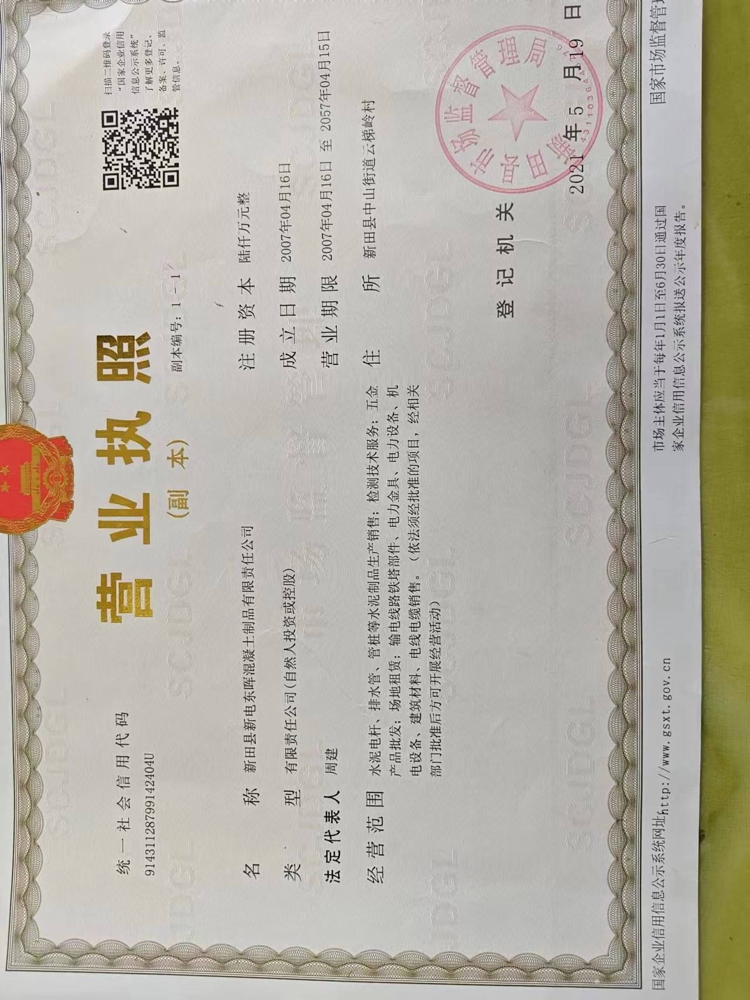 营业执照
（副 本）
副本编号：1－1
统一社会信用代码
91431128799142404U
扫描二维码登录
“国家企业信用
信息公示系统”
了解更多登记、
备案、许可、监
管信息。
名 称 新田县新电东晖混凝土制品有限责任公司
类 型 有限责任公司(自然人投资或控股)
法定代表人 周建
经营范围 水泥电杆、排水管、管桩等水泥制品生产销售；检测技术服务；五金
产品批发；场地租赁；输电线路铁塔部件、电力金具、电力设备、机
电设备、建筑材料、电线电缆销售。（依法须经批准的项目，经相关
部门批准后方可开展经营活动）
注册资本 陆仟万元整
成立日期 2007年04月16日
营业期限 2007年04月16日 至 2057年04月15日
住 所 新田县中山街道云梯岭村
登记机关
新田县市场监督管理局
2021 年 5 月 19 日
国家企业信用信息公示系统网址http://www.gsxt.gov.cn
市场主体应当于每年1月1日至6月30日通过国
家企业信用信息公示系统报送公示年度报告。
国家市场监督管